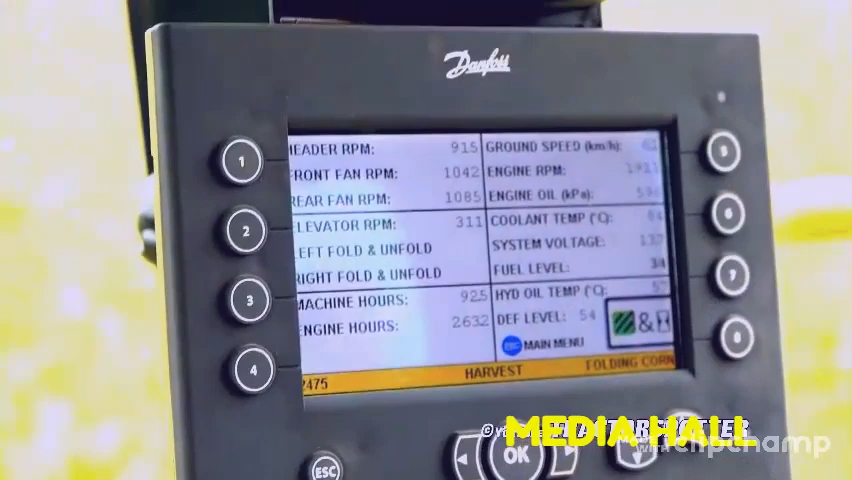 Danfoss
HEADER RPM: 915
FRONT FAN RPM: 1042
REAR FAN RPM: 1085
ELEVATOR RPM: 311
LEFT FOLD & UNFOLD
RIGHT FOLD & UNFOLD
MACHINE HOURS: 925
ENGINE HOURS: 2632
GROUND SPEED (km/h):
ENGINE RPM:
ENGINE OIL (kPa):
COOLANT TEMP (°C):
SYSTEM VOLTAGE:
FUEL LEVEL: 34
HYD OIL TEMP (°C):
DEF LEVEL: 54
&
ESC MAIN MENU
2475 HARVEST FOLDING CORN
1
2
3
4
5
6
7
8
ESC
OK
MEDIA HALL
clipchamp